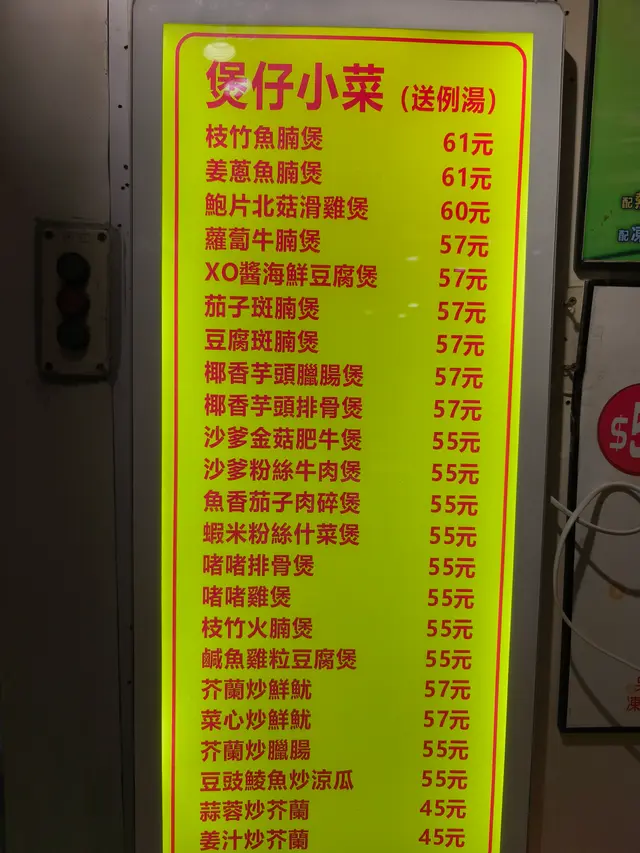 煲仔小菜 (送例湯)
枝竹魚腩煲 61元
姜蔥魚腩煲 61元
鮑片北菇滑雞煲 60元
蘿蔔牛腩煲 57元
XO醬海鮮豆腐煲 57元
茄子斑腩煲 57元
豆腐斑腩煲 57元
椰香芋頭臘腸煲 57元
椰香芋頭排骨煲 57元
沙爹金菇肥牛煲 55元
沙爹粉絲牛肉煲 55元
魚香茄子肉碎煲 55元
蝦米粉絲什菜煲 55元
啫啫排骨煲 55元
啫啫雞煲 55元
枝竹火腩煲 55元
鹹魚雞粒豆腐煲 55元
芥蘭炒鮮魷 57元
菜心炒鮮魷 57元
芥蘭炒臘腸 55元
豆豉鯪魚炒涼瓜 55元
蒜蓉炒芥蘭 45元
姜汁炒芥蘭 45元
配
配凍
$5
凍